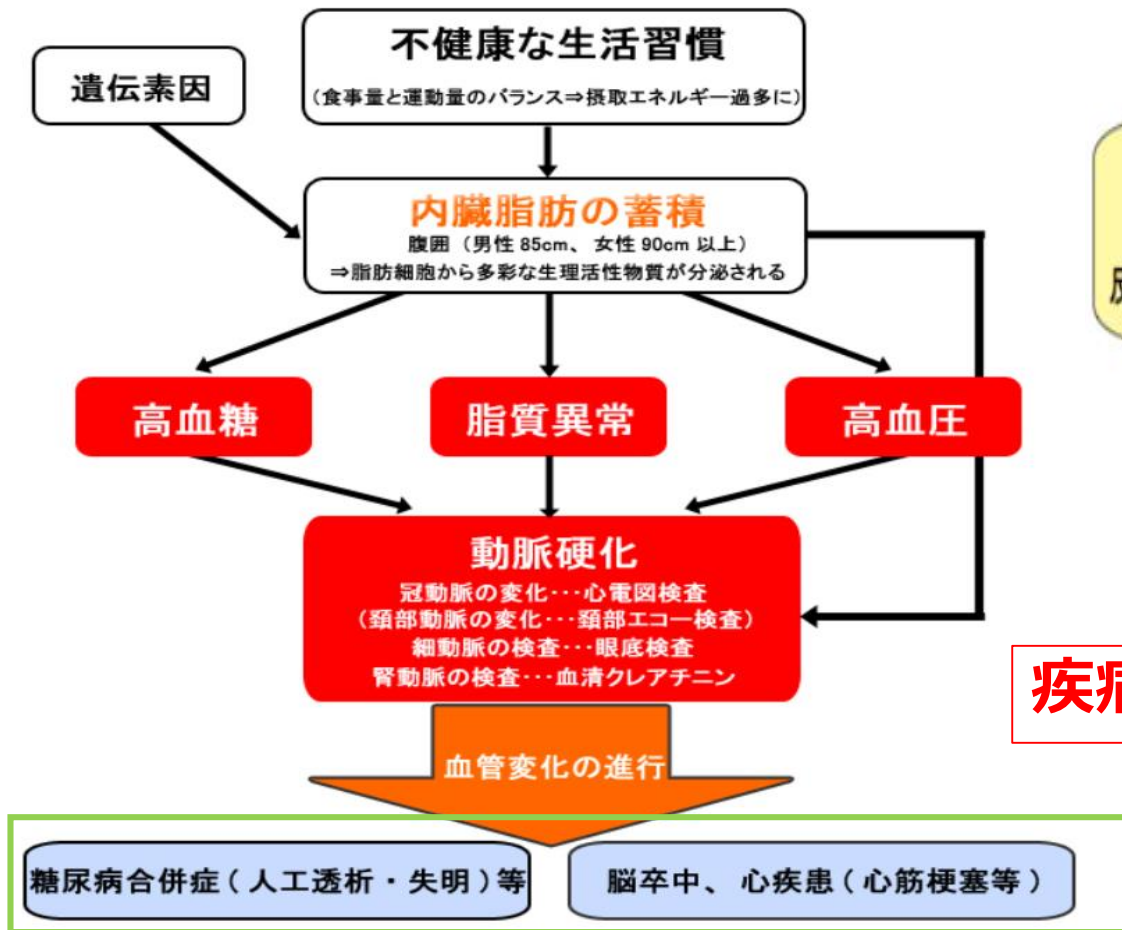 不健康な生活習慣
(食事量と運動量のバランス⇒摂取エネルギー過多に)
遺伝素因
内臓脂肪の蓄積
腹囲（男性 85cm、 女性 90cm 以上）
⇒脂肪細胞から多彩な生理活性物質が分泌される
高血糖
脂質異常
高血圧
動脈硬化
冠動脈の変化･･･心電図検査
(頚部動脈の変化･･･頚部エコー検査)
細動脈の検査･･･眼底検査
腎動脈の検査･･･血清クレアチニン
疾病
血管変化の進行
糖尿病合併症 ( 人工透析・失明 ) 等
脳卒中、心疾患 ( 心筋梗塞等 )